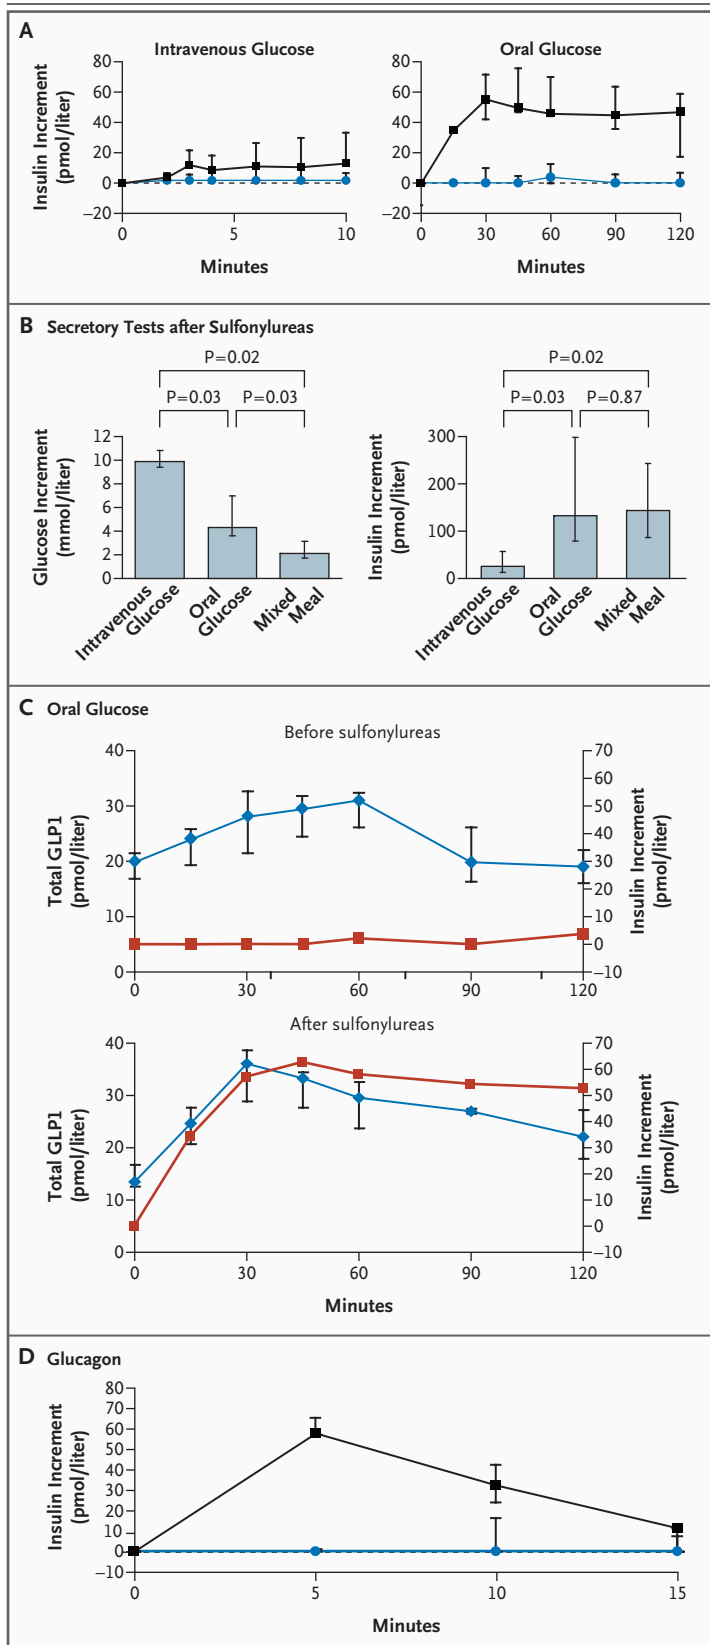 A
Intravenous Glucose
Oral Glucose
Insulin Increment
(pmol/liter)
80
60
40
20
0
−20
0
5
10
Minutes
80
60
40
20
0
−20
0
30
60
90
120
Minutes
B Secretory Tests after Sulfonylureas
P=0.02
P=0.03
P=0.03
Glucose Increment
(mmol/liter)
12
10
8
6
4
2
0
Intravenous
Glucose
Oral
Glucose
Mixed
Meal
P=0.02
P=0.03
P=0.87
Insulin Increment
(pmol/liter)
300
200
100
0
Intravenous
Glucose
Oral
Glucose
Mixed
Meal
C Oral Glucose
Before sulfonylureas
Total GLP1
(pmol/liter)
40
30
20
10
0
70
60
50
40
30
20
10
0
−10
Insulin Increment
(pmol/liter)
0
30
60
90
120
After sulfonylureas
Total GLP1
(pmol/liter)
40
30
20
10
0
70
60
50
40
30
20
10
0
−10
Insulin Increment
(pmol/liter)
0
30
60
90
120
Minutes
D Glucagon
Insulin Increment
(pmol/liter)
80
70
60
50
40
30
20
10
0
−10
0
5
10
15
Minutes